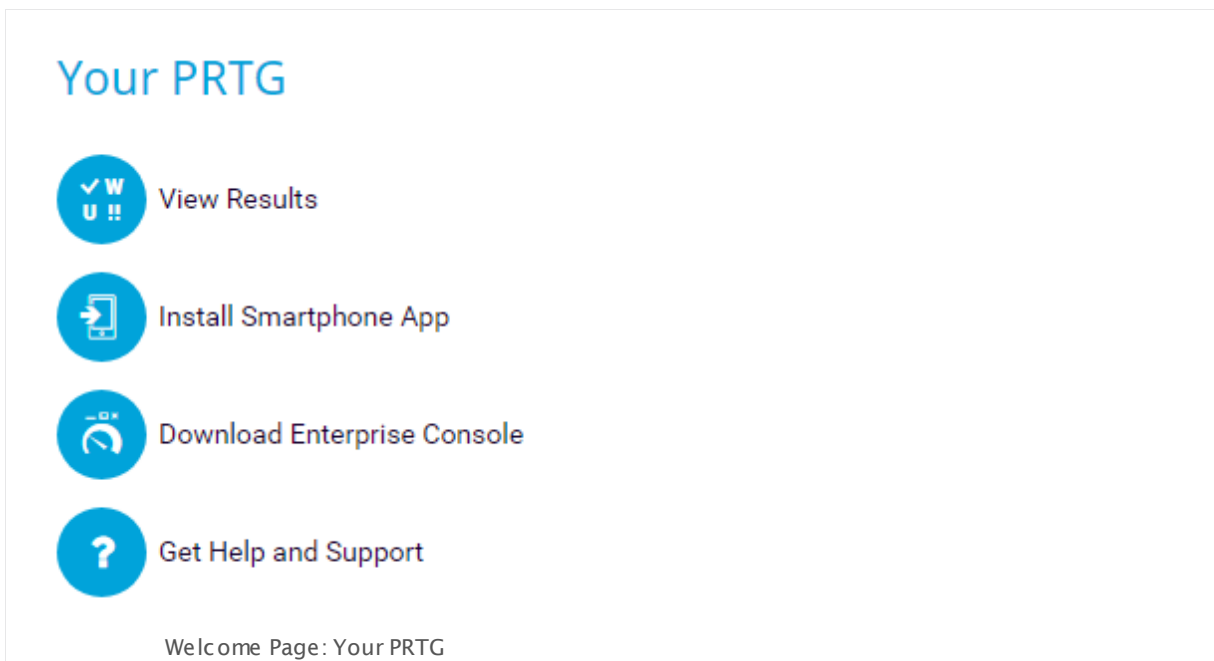 Your PRTG
✓ W
U !!
View Results
Install Smartphone App
Download Enterprise Console
?
Get Help and Support
Welcome Page: Your PRTG